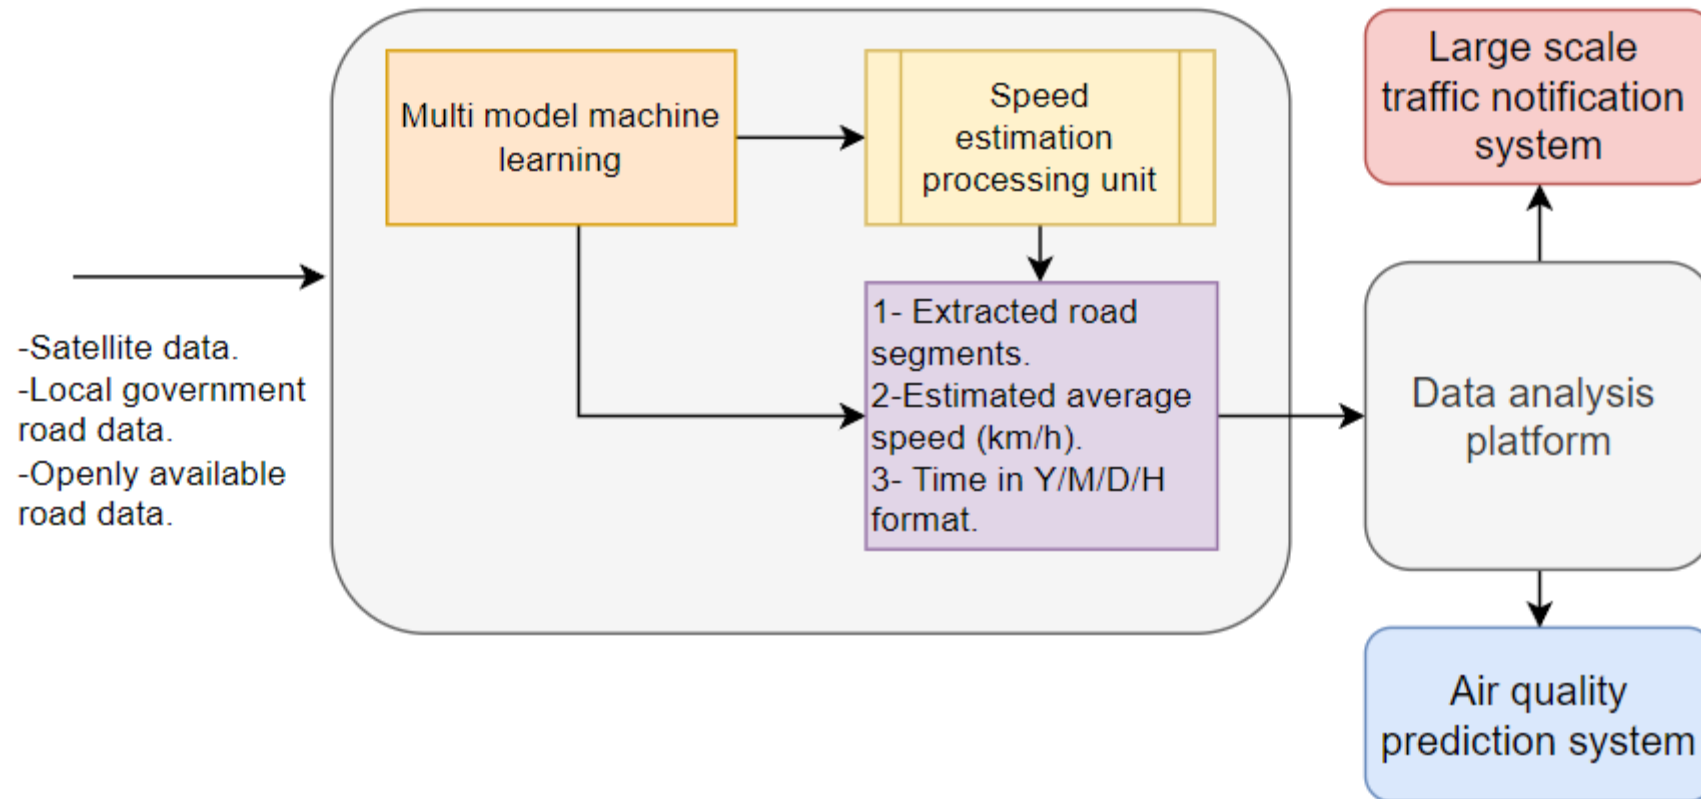 Multi model machine
learning
Speed
estimation
processing unit
Large scale
traffic notification
system
-Satellite data.
-Local government
road data.
-Openly available
road data.
1- Extracted road
segments.
2-Estimated average
speed (km/h).
3- Time in Y/M/D/H
format.
Data analysis
platform
Air quality
prediction system